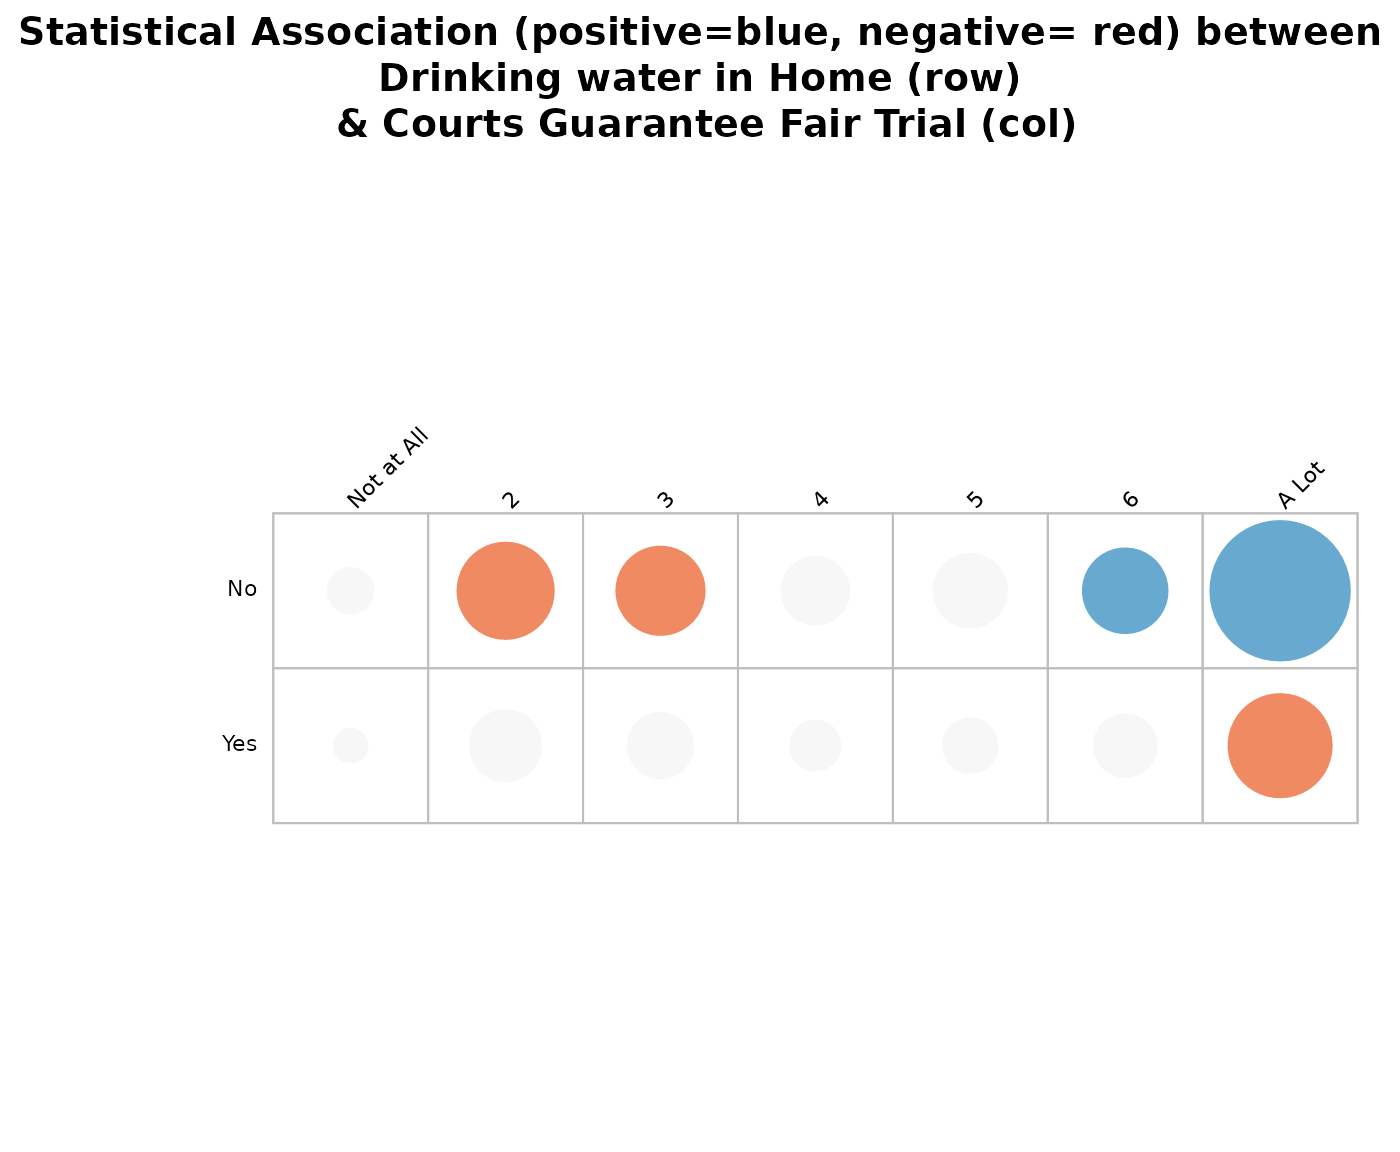 Statistical Association (positive=blue, negative= red) between
Drinking water in Home (row)
& Courts Guarantee Fair Trial (col)
Not at All
2
3
4
5
6
A Lot
No
Yes